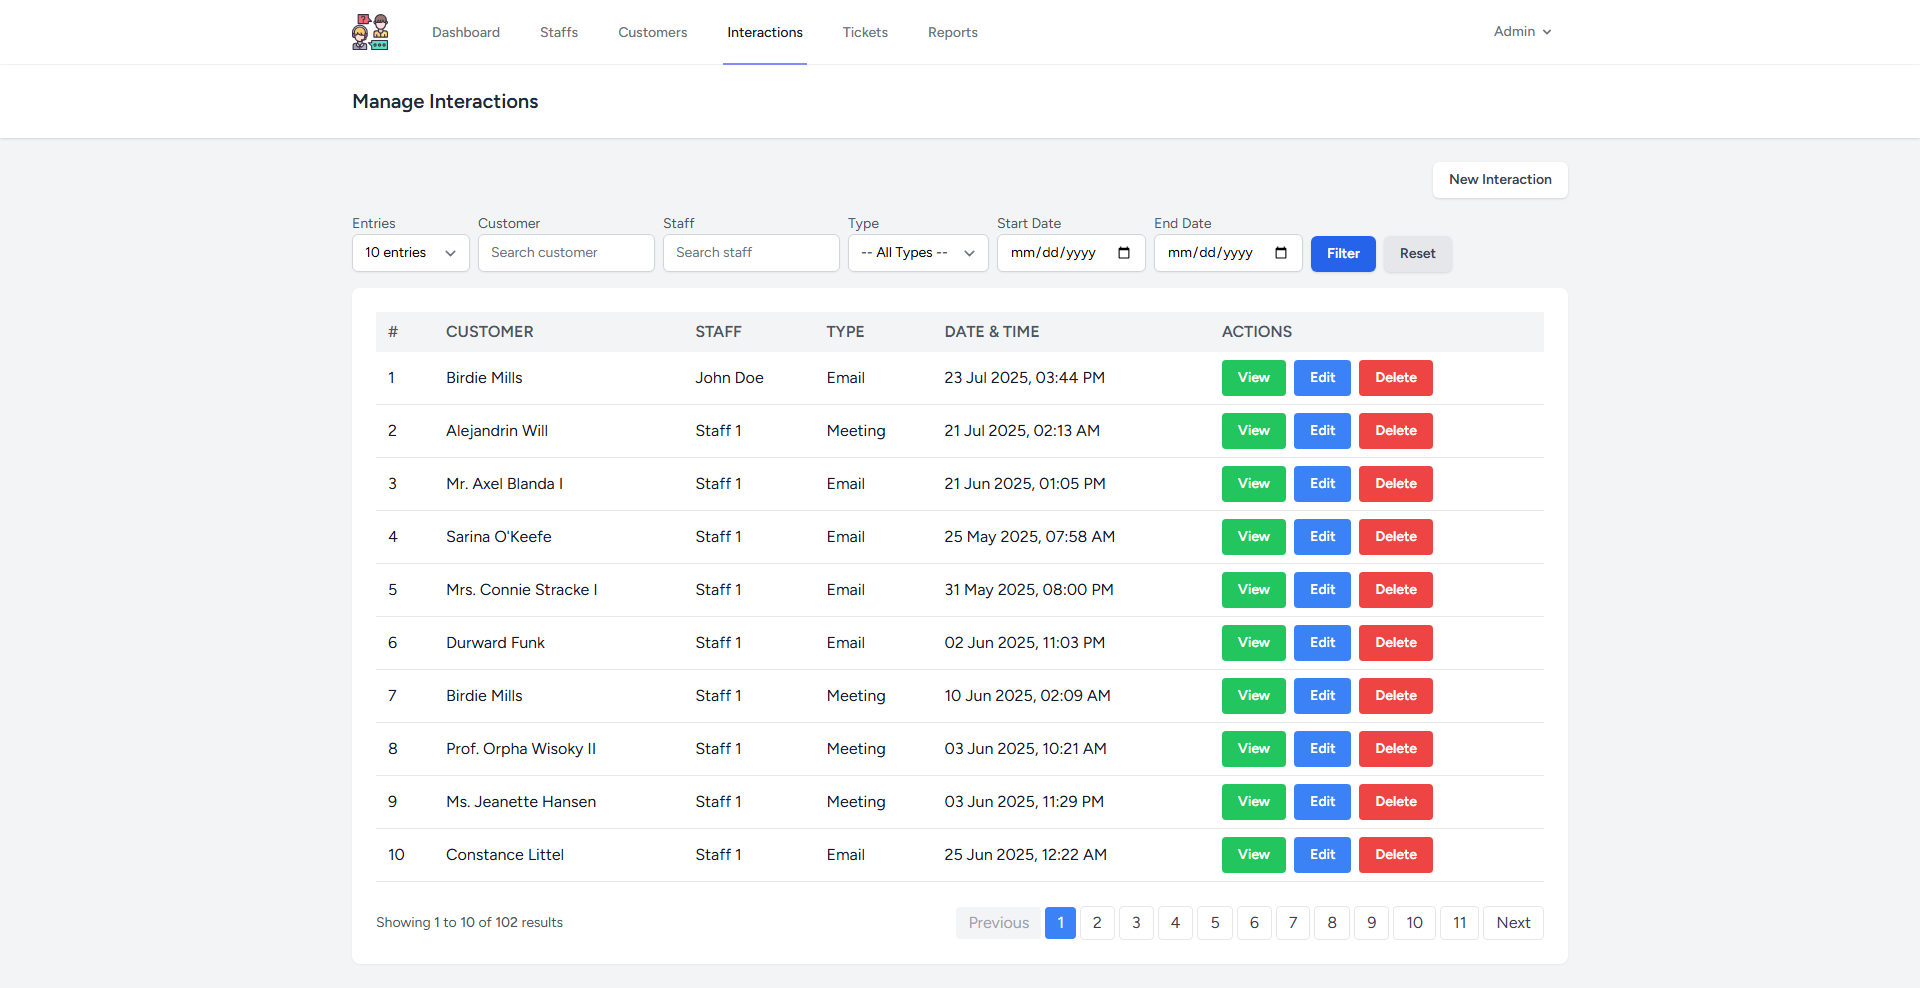 Dashboard Staffs Customers Interactions Tickets Reports Admin
Manage Interactions
New Interaction
Entries Customer Staff Type Start Date End Date
10 entries Search customer Search staff -- All Types -- mm/dd/yyyy mm/dd/yyyy Filter Reset
# CUSTOMER STAFF TYPE DATE & TIME ACTIONS
1 Birdie Mills John Doe Email 23 Jul 2025, 03:44 PM View Edit Delete
2 Alejandrin Will Staff 1 Meeting 21 Jul 2025, 02:13 AM View Edit Delete
3 Mr. Axel Blanda I Staff 1 Email 21 Jun 2025, 01:05 PM View Edit Delete
4 Sarina O'Keefe Staff 1 Email 25 May 2025, 07:58 AM View Edit Delete
5 Mrs. Connie Stracke I Staff 1 Email 31 May 2025, 08:00 PM View Edit Delete
6 Durward Funk Staff 1 Email 02 Jun 2025, 11:03 PM View Edit Delete
7 Birdie Mills Staff 1 Meeting 10 Jun 2025, 02:09 AM View Edit Delete
8 Prof. Orpha Wisoky II Staff 1 Meeting 03 Jun 2025, 10:21 AM View Edit Delete
9 Ms. Jeanette Hansen Staff 1 Meeting 03 Jun 2025, 11:29 PM View Edit Delete
10 Constance Littel Staff 1 Email 25 Jun 2025, 12:22 AM View Edit Delete
Showing 1 to 10 of 102 results Previous 1 2 3 4 5 6 7 8 9 10 11 Next